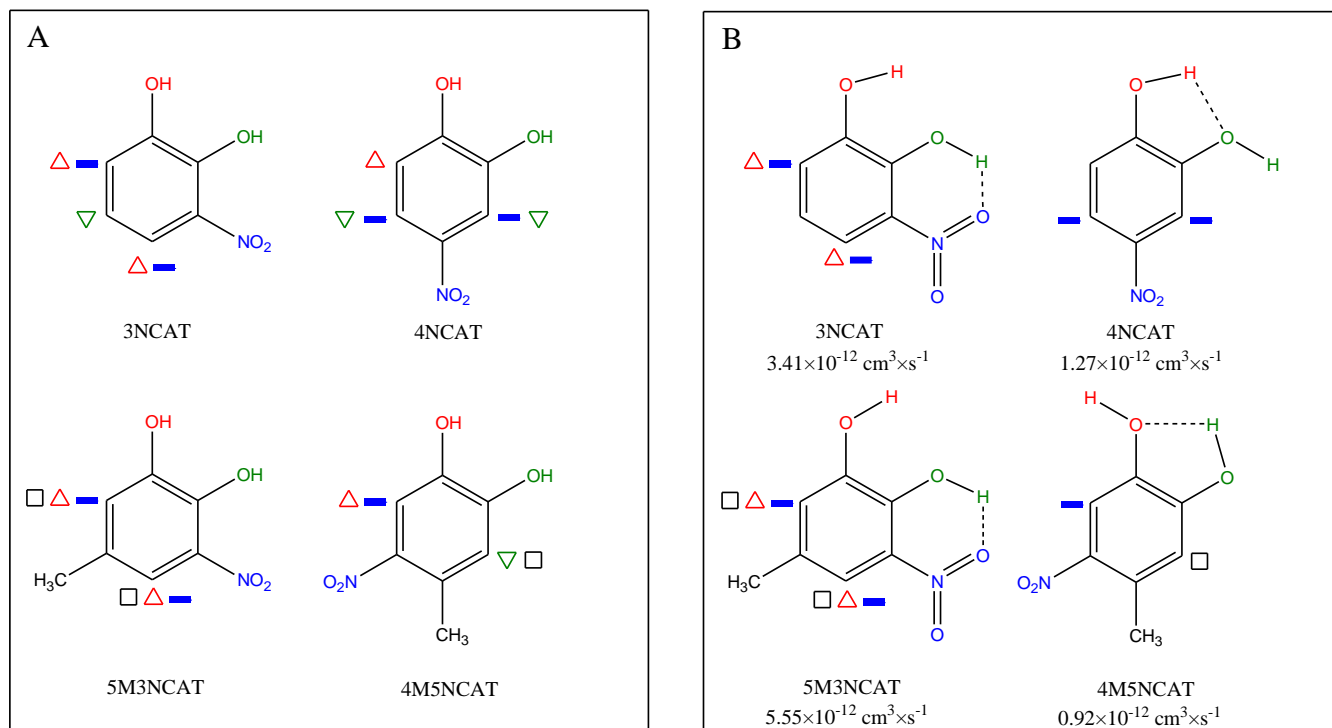 A
OH
OH
NO2
3NCAT
OH
OH
NO2
4NCAT
OH
OH
H3C
NO2
5M3NCAT
OH
OH
O2N
CH3
4M5NCAT
B
H
O
O
H
O
N
O
3NCAT
3.41×10⁻¹² cm³×s⁻¹
H
O
O
H
NO2
4NCAT
1.27×10⁻¹² cm³×s⁻¹
H
O
O
H
O
H3C
N
O
5M3NCAT
5.55×10⁻¹² cm³×s⁻¹
H
O
H
O
O2N
CH3
4M5NCAT
0.92×10⁻¹² cm³×s⁻¹